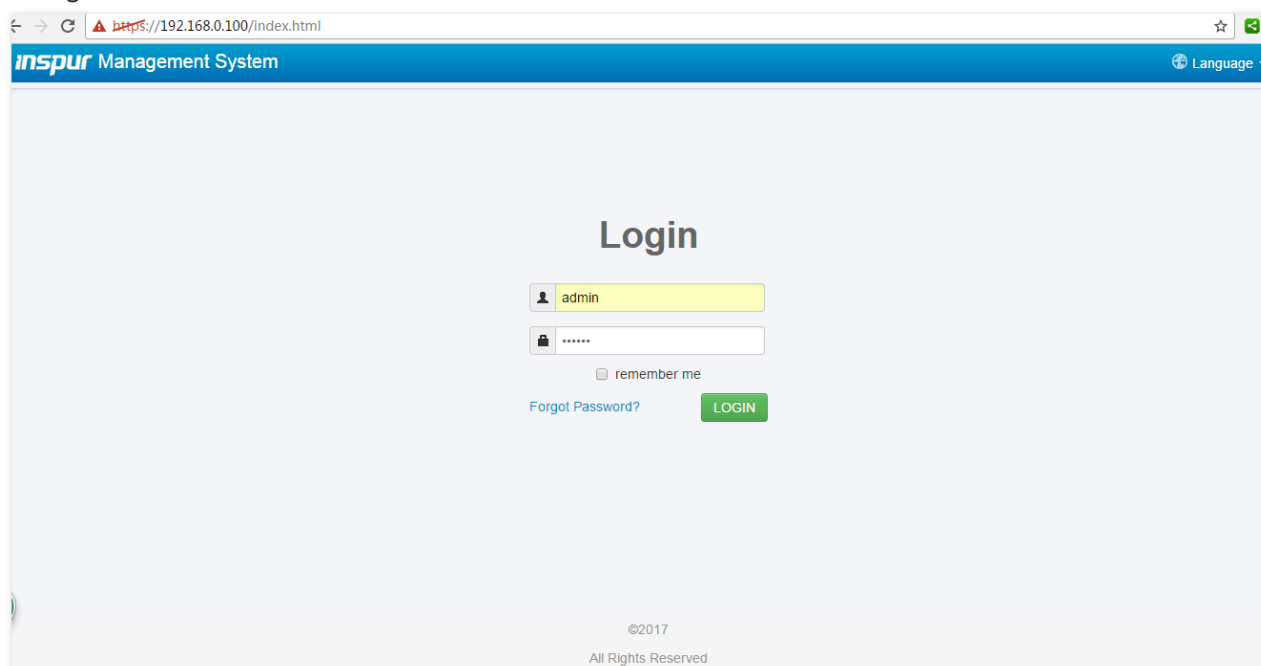 https://192.168.0.100/index.html
inspur Management System
Language
Login
admin
••••••
remember me
Forgot Password?
LOGIN
©2017
All Rights Reserved